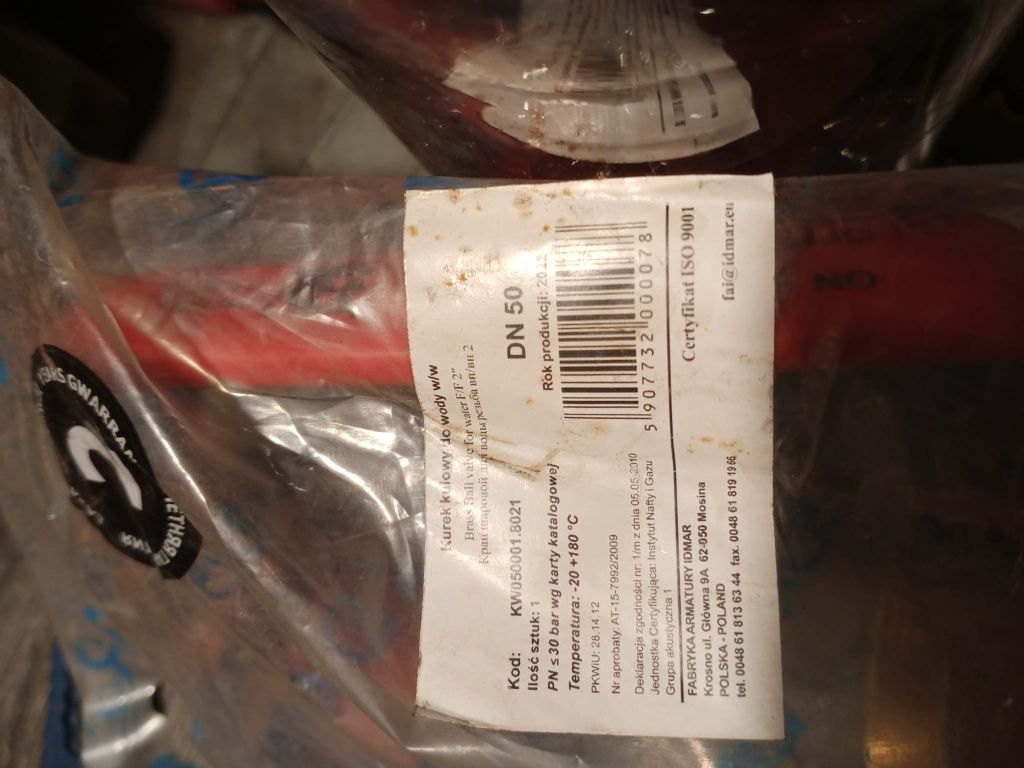 Kurek kulowy do wody w/w
Brass Ball valve for water F/F 2"
Кран шаровой для воды резьба вп/вн 2
DN 50
Kod: KW050001.8021
Ilość sztuk: 1
PN ≤ 30 bar wg karty katalogowej
Rok produkcji: 2012
Temperatura: -20 +180 °C
PKWiU: 28.14.12
Nr aprobaty: AT-15-7992/2009
Deklaracja zgodności nr: 1/m z dnia 05.05.2010
Jednostka Certyfikująca: Instytut Nafty i Gazu
Grupa akustyczna 1
5 907732 000078
FABRYKA ARMATURY IDMAR
Certyfikat ISO 9001
Krosno ul. Główna 9A 62-050 Mosina
POLSKA - POLAND
tel. 0048 61 813 63 44 fax. 0048 61 819 19 66
fai@idmar.eu
YEARS GWARRAN
NO